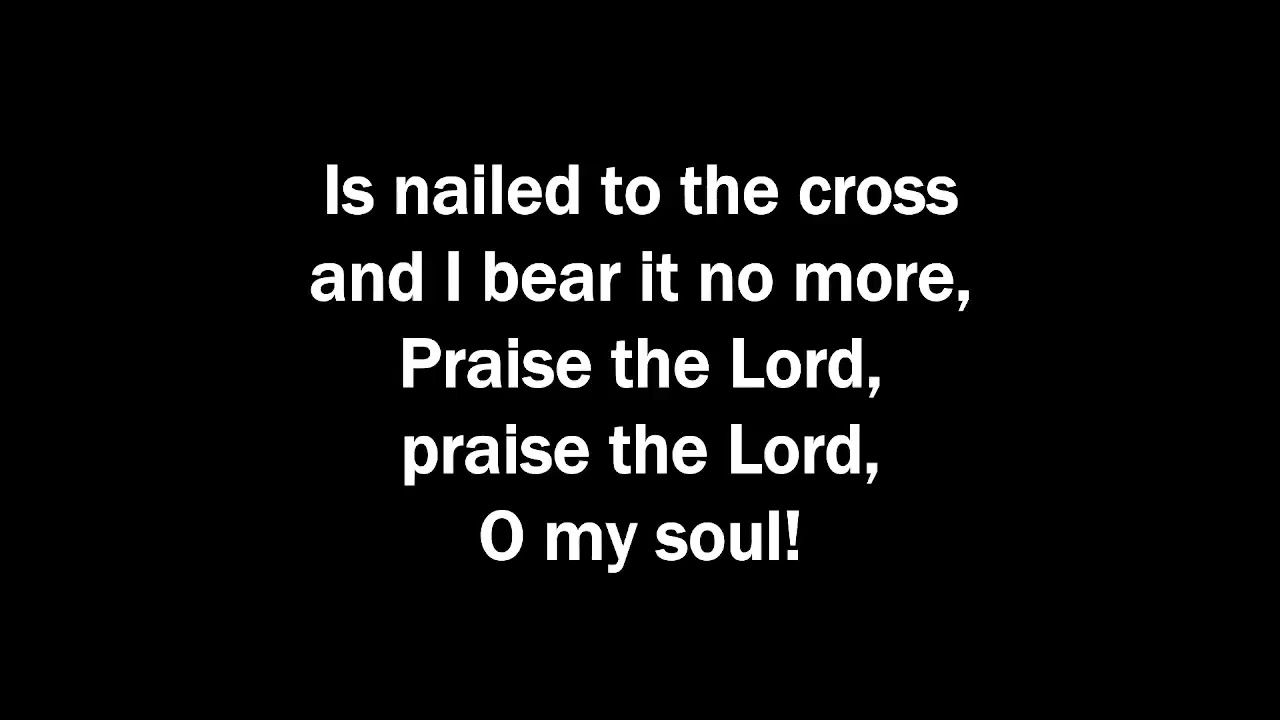 Is nailed to the cross
and I bear it no more,
Praise the Lord,
praise the Lord,
O my soul!